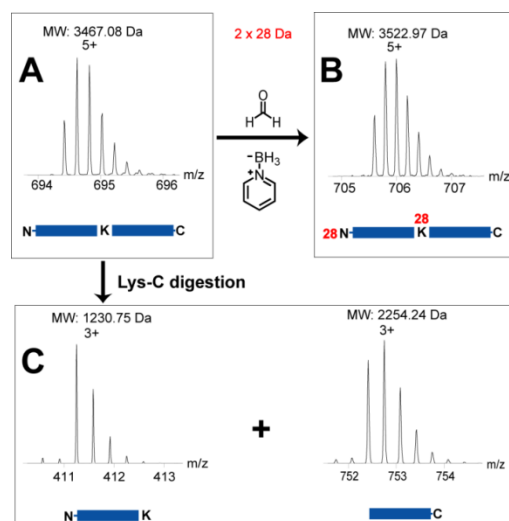 MW: 3467.08 Da
5+
A
694 695 696 m/z
N K C
2 x 28 Da
O
H H
-BH3
N+
MW: 3522.97 Da
5+
B
705 706 707 m/z
28
28 N K C
Lys-C digestion
C
MW: 1230.75 Da
3+
411 412 413 m/z
N K
+
MW: 2254.24 Da
3+
752 753 754 m/z
C